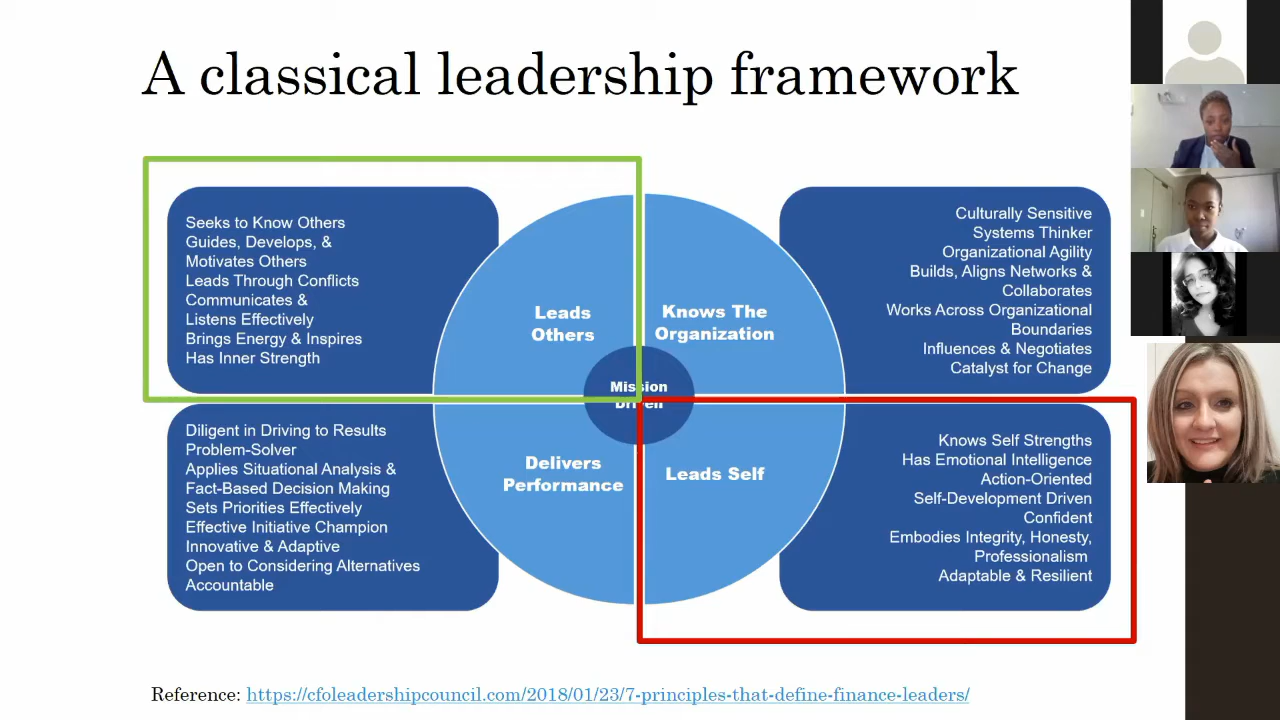 A classical leadership framework
Seeks to Know Others
Guides, Develops, &
Motivates Others
Leads Through Conflicts
Communicates &
Listens Effectively
Brings Energy & Inspires
Has Inner Strength
Leads
Others
Knows The
Organization
Culturally Sensitive
Systems Thinker
Organizational Agility
Builds, Aligns Networks &
Collaborates
Works Across Organizational
Boundaries
Influences & Negotiates
Catalyst for Change
Mission
Driven
Diligent in Driving to Results
Problem-Solver
Applies Situational Analysis &
Fact-Based Decision Making
Sets Priorities Effectively
Effective Initiative Champion
Innovative & Adaptive
Open to Considering Alternatives
Accountable
Delivers
Performance
Leads Self
Knows Self Strengths
Has Emotional Intelligence
Action-Oriented
Self-Development Driven
Confident
Embodies Integrity, Honesty,
Professionalism
Adaptable & Resilient
Reference: https://cfoleadershipcouncil.com/2018/01/23/7-principles-that-define-finance-leaders/